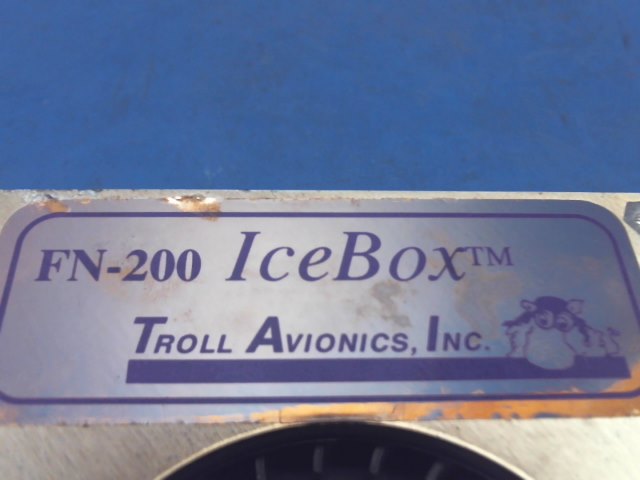 FN-200 IceBox™
TROLL AVIONICS, INC.